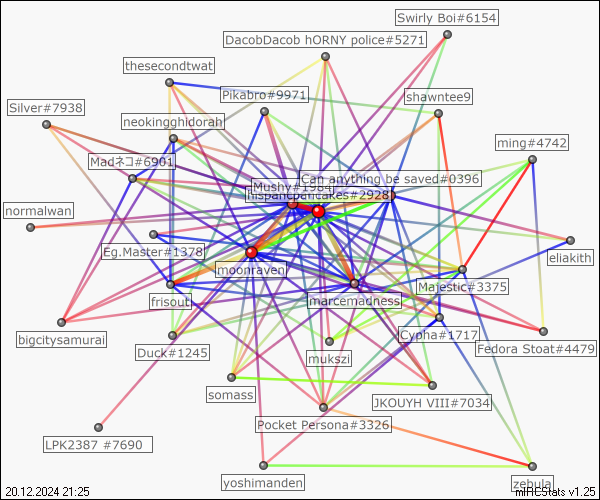 Swirly Boi#6154
DacobDacob hORNY police#5271
thesecondtwat
Pikabro#9971
shawntee9
Silver#7938
neokingghidorah
ming#4742
Madネコ#6901
Can anything be saved#0396
Mushy#1984
hispanicpancakes#2928
normalwan
Eg.Master#1378
eliakith
moonraven
Majestic#3375
frisout
marcemadness
bigcitysamurai
Cypha#1717
Duck#1245
mukszi
Fedora Stoat#4479
somass
JKOUYH VIII#7034
Pocket Persona#3326
LPK2387 #7690
yoshimanden
zebula
20.12.2024 21:25
mIRCStats v1.25